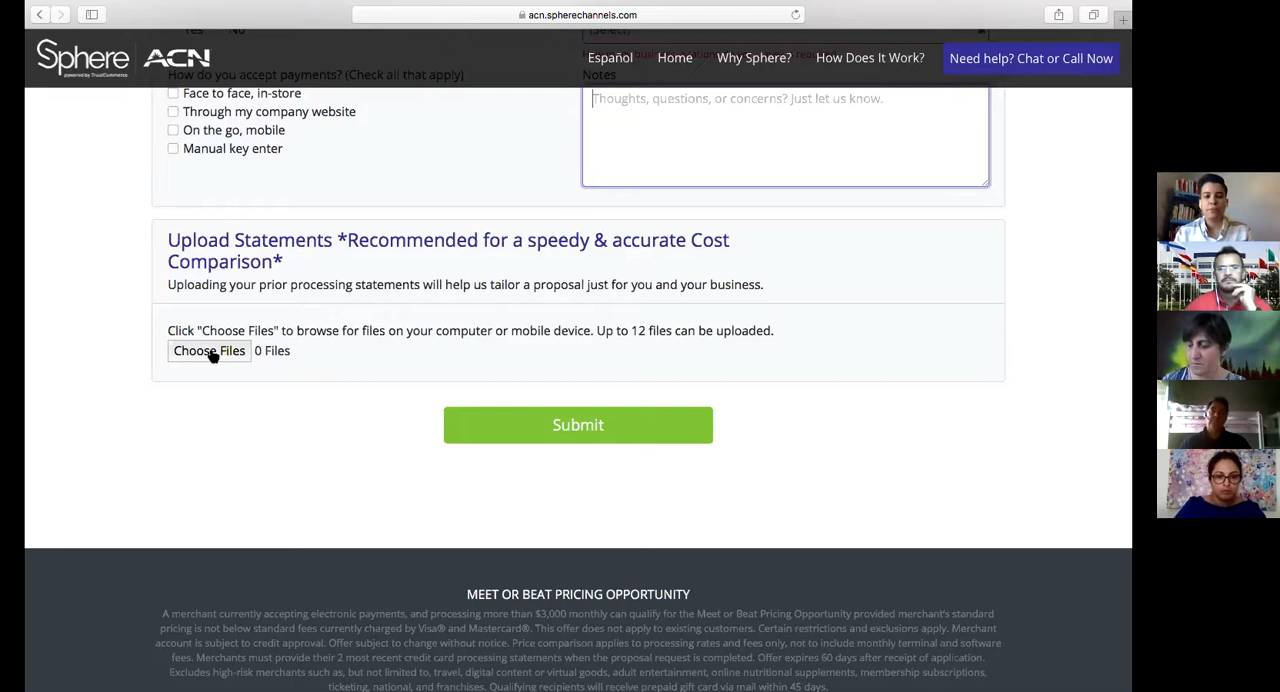 acn.spherechannels.com
Yes No
(Select)
Sphere ACN
powered by TrustCommerce
Español Home Why Sphere? How Does It Work? Need help? Chat or Call Now
How do you accept payments? (Check all that apply)
Notes
Face to face, in-store
Through my company website
On the go, mobile
Manual key enter
Thoughts, questions, or concerns? Just let us know.
Upload Statements *Recommended for a speedy & accurate Cost
Comparison*
Uploading your prior processing statements will help us tailor a proposal just for you and your business.
Click "Choose Files" to browse for files on your computer or mobile device. Up to 12 files can be uploaded.
Choose Files 0 Files
Submit
MEET OR BEAT PRICING OPPORTUNITY
A merchant currently accepting electronic payments, and processing more than $3,000 monthly can qualify for the Meet or Beat Pricing Opportunity provided merchant's standard
pricing is not below standard fees currently charged by Visa® and Mastercard®. This offer does not apply to existing customers. Certain restrictions and exclusions apply. Merchant
account is subject to credit approval. Offer subject to change without notice. Price comparison applies to processing rates and fees only, not to include monthly terminal and software
fees. Merchants must provide their 2 most recent credit card processing statements when the proposal request is completed. Offer expires 60 days after receipt of application.
Excludes high-risk merchants such as, but not limited to, travel, digital content or virtual goods, adult entertainment, online nutritional supplements, membership subscriptions,
ticketing, national, and franchises. Qualifying recipients will receive prepaid gift card via mail within 45 days.